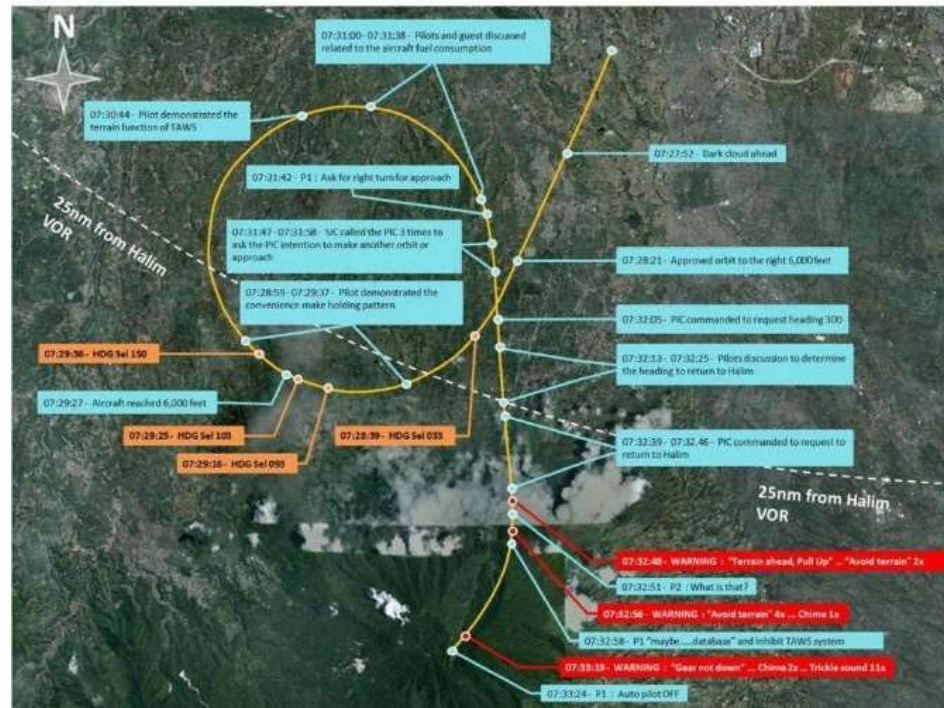 N
07:31:00 - 07:31:38 - Pilots and guest discussed
related to the aircraft fuel consumption
07:30:44 - Pilot demonstrated the
terrain function of TAWS
07:27:52 - Dark cloud ahead
07:31:42 - P1 : Ask for right turn for approach
25nm from Halim
VOR
07:31:47 - 07:31:58 - SIC called the PIC 3 times to
ask the PIC intention to make another orbit or
approach
07:28:21 - Approved orbit to the right 6,000 feet
07:28:59 - 07:29:37 - Pilot demonstrated the
convenience make holding pattern
07:32:05 - PIC commanded to request heading 300
07:29:36 - HDG Sel 150
07:32:13 - 07:32:25 - Pilots discussion to determine
the heading to return to Halim
07:29:27 - Aircraft reached 6,000 feet
07:29:25 - HDG Sel 103
07:28:39 - HDG Sel 033
07:29:16 - HDG Sel 093
07:32:39 - 07:32.46 - PIC commanded to request to
return to Halim
25nm from Halim
VOR
07:32:48 - WARNING : "Terrain ahead, Pull Up" ... "Avoid terrain" 2x
07:32:51 - P2 : What is that?
07:32:56 - WARNING : "Avoid terrain" 4x ... Chime 1x
07:32:58 - P1 "maybe.....database" and inhibit TAWS system
07:33:19 - WARNING : "Gear not down" ... Chime 2x ... Trickle sound 11x
07:33:24 - P1 : Auto pilot OFF